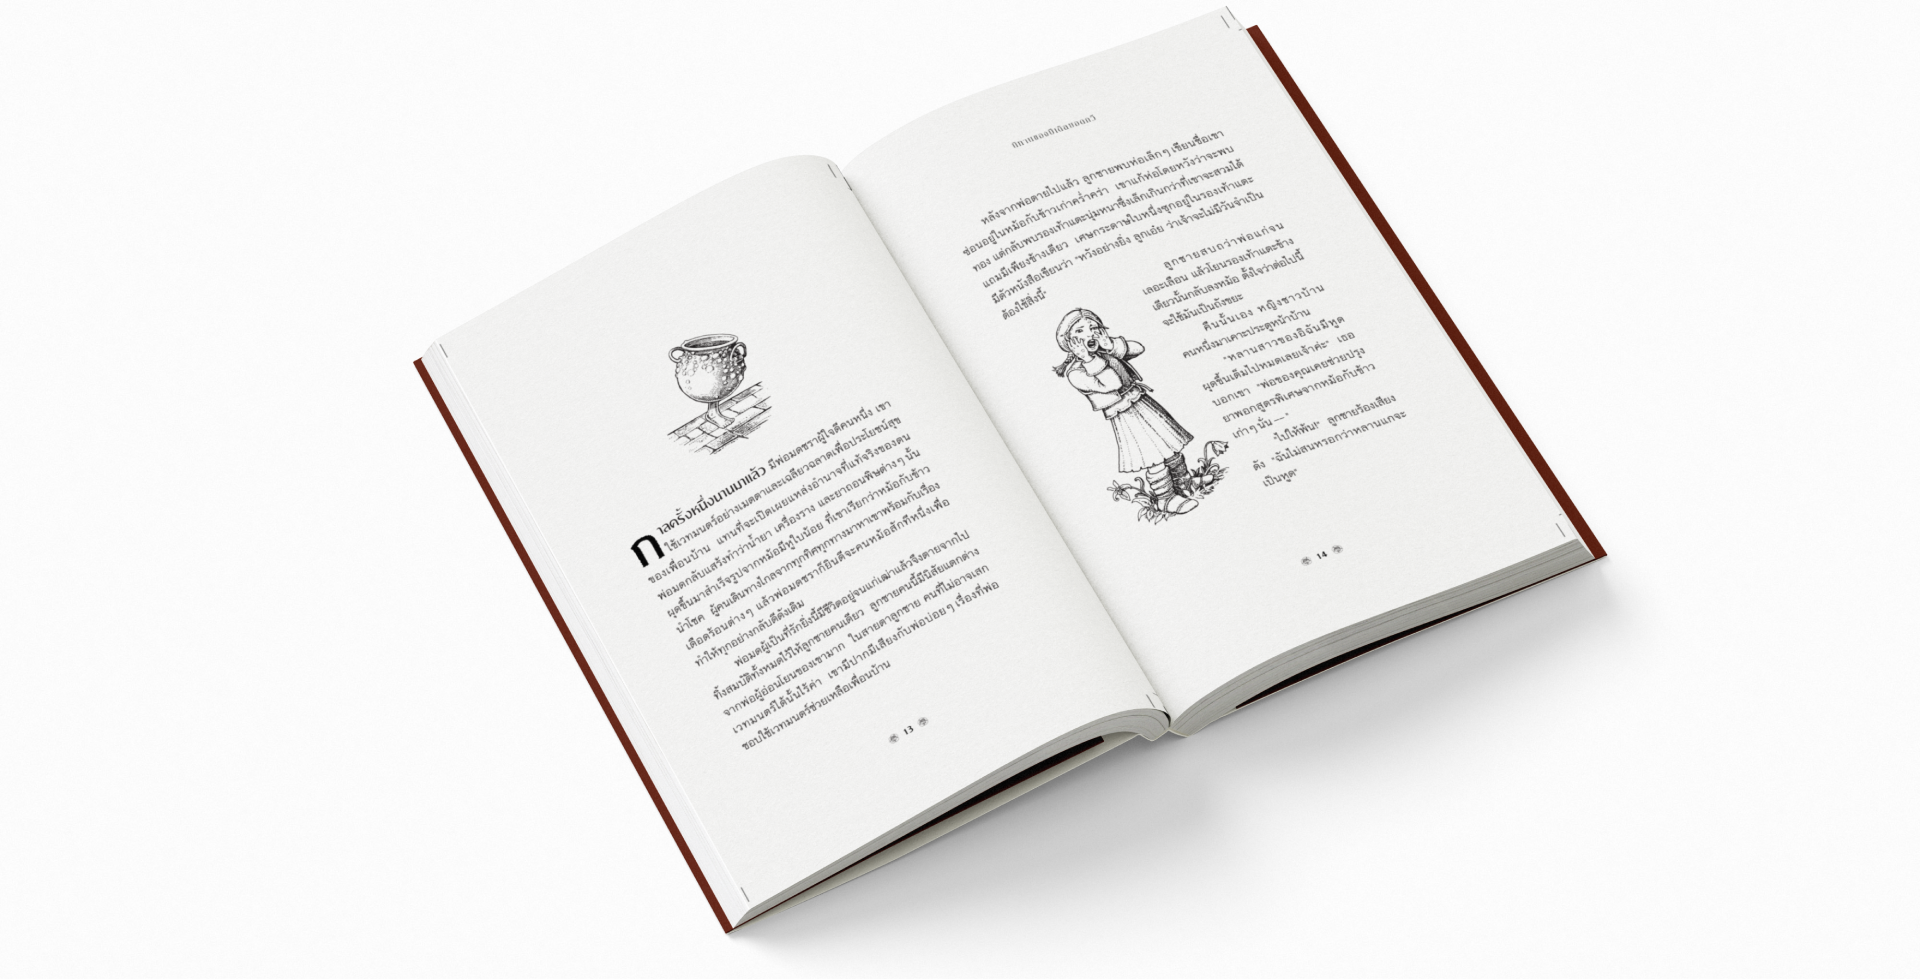 กาลครั้งหนึ่งนานมาแล้ว มีพ่อมดชราผู้ใจดีคนหนึ่ง เขา
ใช้เวทมนตร์อย่างเมตตาและเฉลียวฉลาดเพื่อประโยชน์สุข
ของเพื่อนบ้าน แทนที่จะเปิดเผยแหล่งอำนาจที่แท้จริงของตน
พ่อมดกลับแสร้งทำว่าน้ำยา เครื่องราง และยาถอนพิษต่างๆ นั้น
ผุดขึ้นมาสำเร็จรูปจากหม้อมีหูใบน้อย ที่เขาเรียกว่าหม้อกับข้าว
นำโชค ผู้คนเดินทางไกลจากทุกทิศทุกทางมาหาเขาพร้อมกับเรื่อง
เดือดร้อนต่างๆ แล้วพ่อมดชราก็ยินดีจะคนหม้อสักทีหนึ่งเพื่อ
ทำให้ทุกอย่างกลับดีดังเดิม
พ่อมดผู้เป็นที่รักยิ่งนี้มีชีวิตอยู่จนแก่เฒ่าแล้วจึงตายจากไป
ทิ้งสมบัติทั้งหมดไว้ให้ลูกชายคนเดียว ลูกชายคนนี้มีนิสัยแตกต่าง
จากพ่อผู้อ่อนโยนของเขามาก ในสายตาลูกชาย คนที่ไม่อาจเสก
เวทมนตร์ได้นั้นไร้ค่า เขามีปากมีเสียงกับพ่อบ่อยๆ เรื่องที่พ่อ
ชอบใช้เวทมนตร์ช่วยเหลือเพื่อนบ้าน
13
นิทานของบีเดิลยอดกวี
หลังจากพ่อตายไปแล้ว ลูกชายพบห่อเล็กๆ เขียนชื่อเขา
ซ่อนอยู่ในหม้อกับข้าวเก่าคร่ำคร่า เขาแก้ห่อโดยหวังว่าจะพบ
ทอง แต่กลับพบรองเท้าแตะนุ่มหนาซึ่งเล็กเกินกว่าที่เขาจะสวมได้
แถมมีเพียงข้างเดียว เศษกระดาษใบหนึ่งซุกอยู่ในรองเท้าแตะ
มีตัวหนังสือเขียนว่า "หวังอย่างยิ่ง ลูกเอ๋ย ว่าเจ้าจะไม่มีวันจำเป็น
ต้องใช้สิ่งนี้"
ลูกชายสบถว่าพ่อแก่จน
เลอะเลือน แล้วโยนรองเท้าแตะข้าง
เดียวนั้นกลับลงหม้อ ตั้งใจว่าต่อไปนี้
จะใช้มันเป็นถังขยะ
คืนนั้นเอง หญิงชาวบ้าน
คนหนึ่งมาเคาะประตูหน้าบ้าน
"หลานสาวของอิฉันมีหูด
ผุดขึ้นเต็มไปหมดเลยเจ้าค่ะ" เธอ
บอกเขา "พ่อของคุณเคยช่วยปรุง
ยาพอกสูตรพิเศษจากหม้อกับข้าว
เก่าๆ นั่น—"
"ไปให้พ้น!" ลูกชายร้องเสียง
ดัง "ฉันไม่สนหรอกว่าหลานแกจะ
เป็นหูด"
14